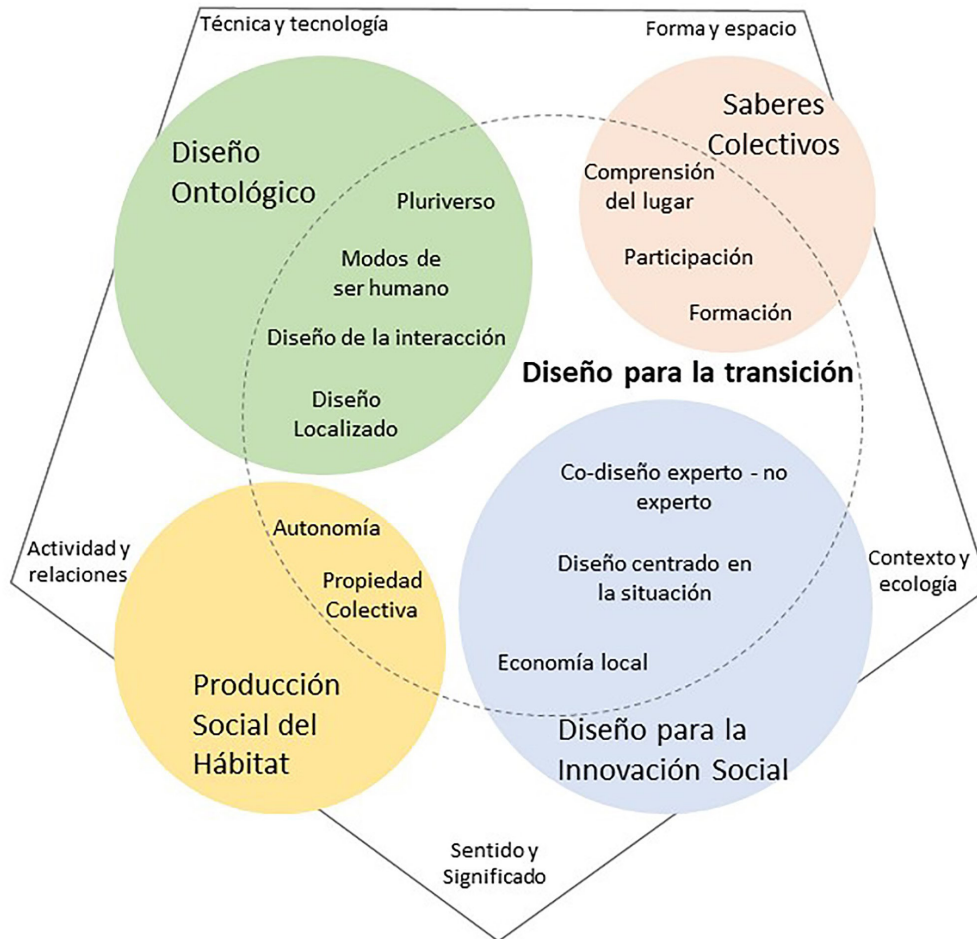 Técnica y tecnología
Forma y espacio
Diseño
Ontológico
Pluriverso
Modos de
ser humano
Diseño de la interacción
Diseño
Localizado
Saberes
Colectivos
Comprensión
del lugar
Participación
Formación
Diseño para la transición
Co-diseño experto - no
experto
Diseño centrado en
la situación
Economía local
Diseño para la
Innovación Social
Autonomía
Propiedad
Colectiva
Producción
Social del
Hábitat
Actividad y
relaciones
Contexto y
ecología
Sentido y
Significado